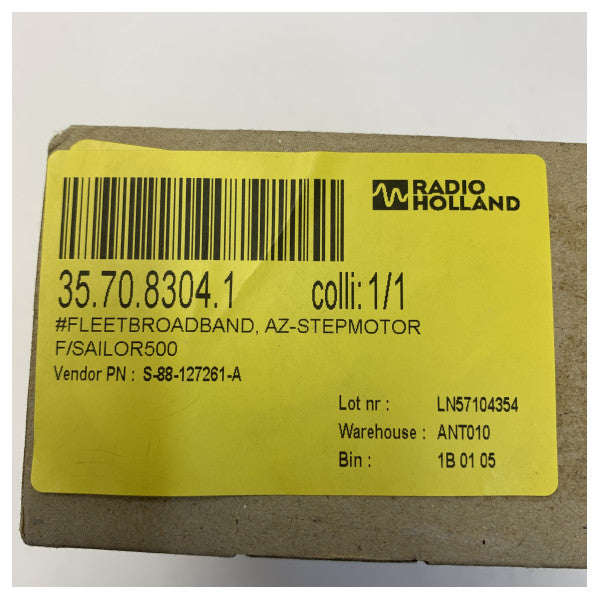 RADIO
HOLLAND
35.70.8304.1 colli: 1/1
#FLEETBROADBAND, AZ-STEPMOTOR
F/SAILOR500
Vendor PN : S-88-127261-A
Lot nr : LN57104354
Warehouse : ANT010
Bin : 1B 01 05